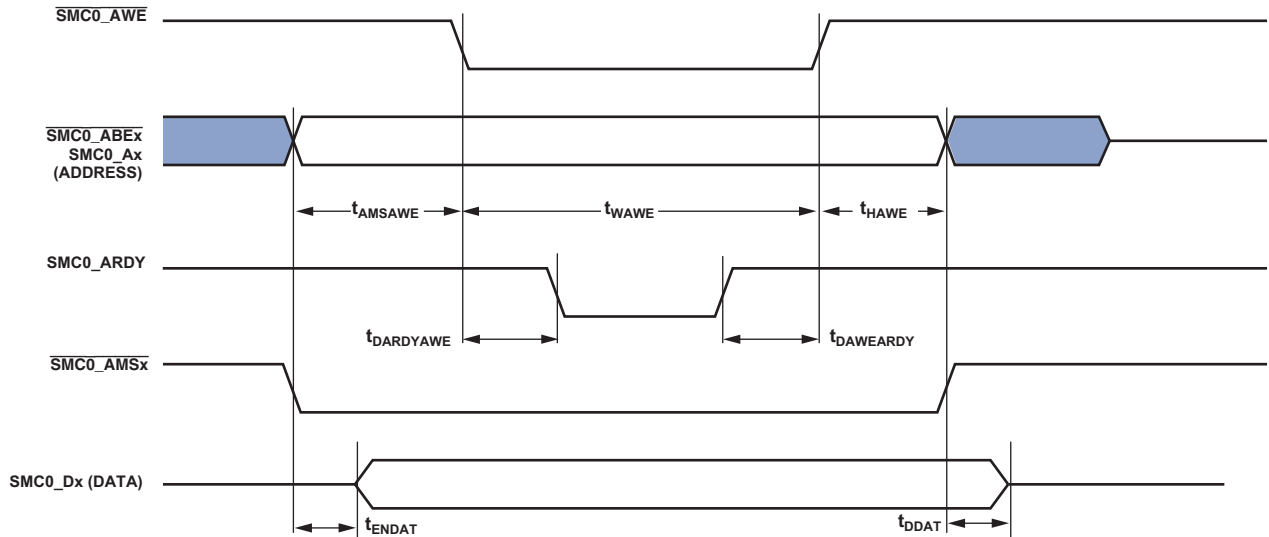 SMC0_AWE
SMC0_ABEx
SMC0_Ax
(ADDRESS)
tAMSAWE
tWAWE
tHAWE
SMC0_ARDY
tDARDYAWE
tDAWEARDY
SMC0_AMSx
SMC0_Dx (DATA)
tENDAT
tDDAT